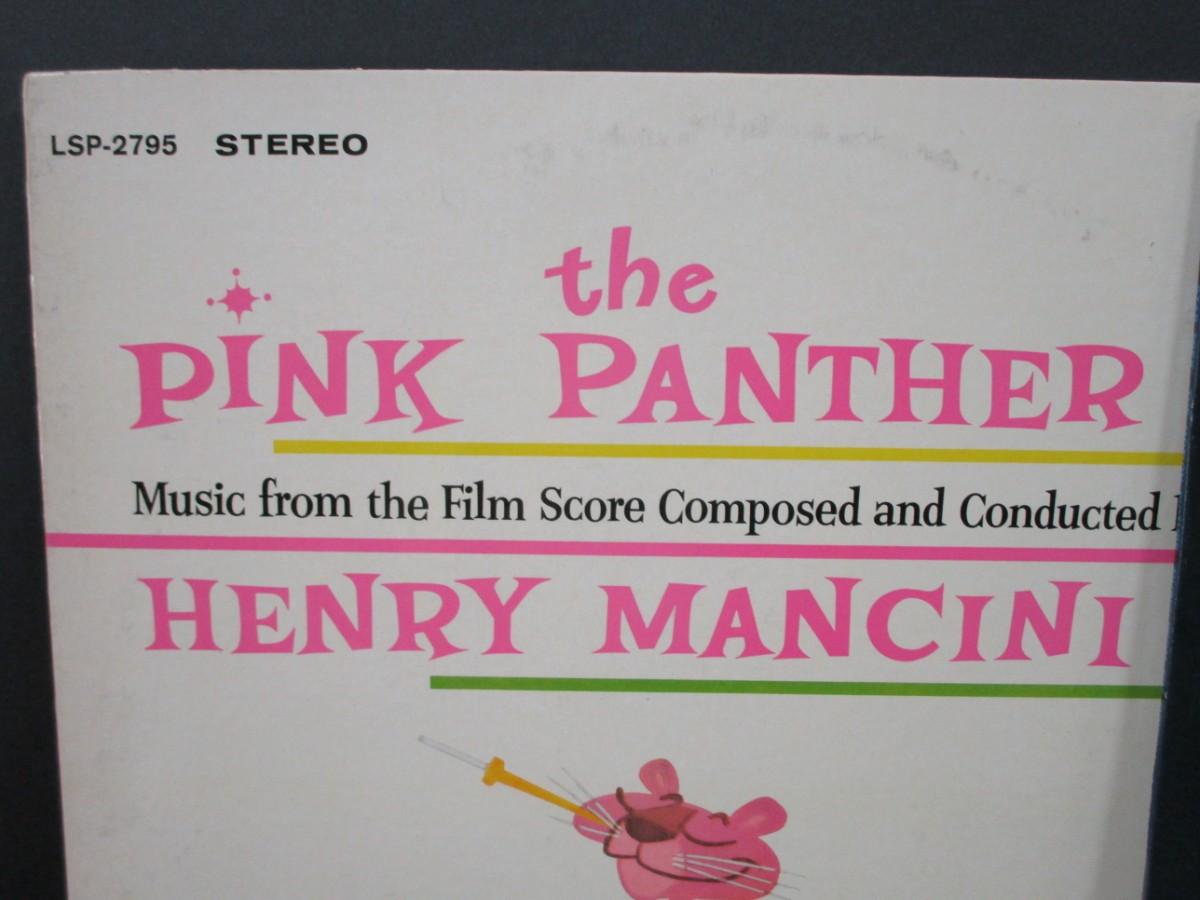 LSP-2795 STEREO
the
PINK PANTHER
Music from the Film Score Composed and Conducted
HENRY MANCINI